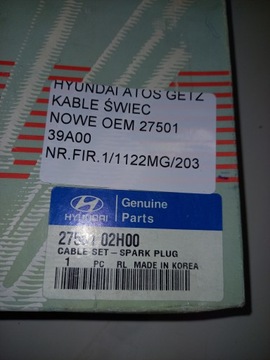 HYUNDAI ATOS GETZ
KABLE ŚWIEC
NOWE OEM 27501
39A00
NR.FIR.1/1122MG/203
HYUNDAI
Genuine
Parts
27501 02H00
CABLE SET - SPARK PLUG
1 PC RL MADE IN KOREA